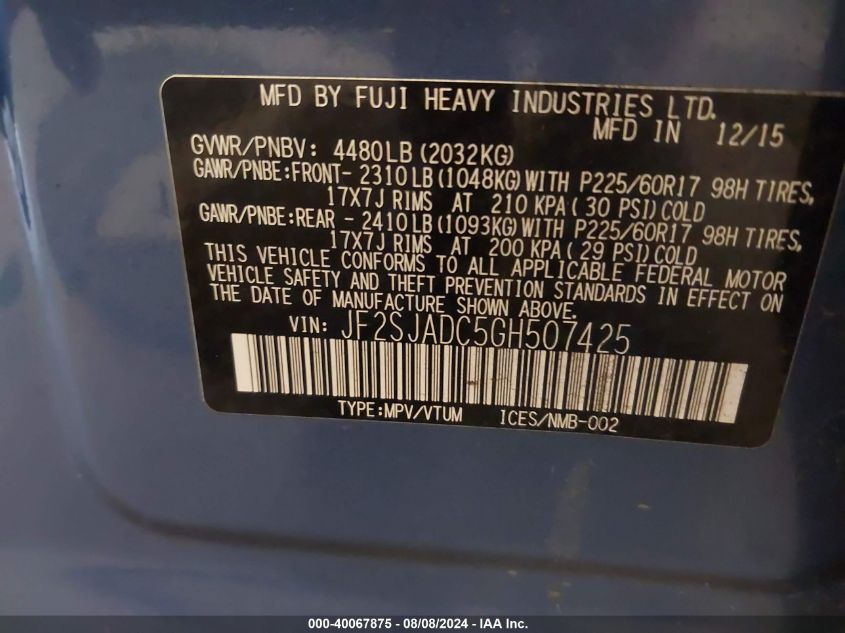 MFD BY FUJI HEAVY INDUSTRIES LTD.
MFD IN 12/15
GVWR/PNBV: 4480LB (2032KG)
GAWR/PNBE:FRONT- 2310LB (1048KG) WITH P225/60R17 98H TIRES,
17X7J RIMS AT 210 KPA ( 30 PSI) COLD
GAWR/PNBE:REAR - 2410LB (1093KG) WITH P225/60R17 98H TIRES,
17X7J RIMS AT 200 KPA ( 29 PSI) COLD
THIS VEHICLE CONFORMS TO ALL APPLICABLE FEDERAL MOTOR
VEHICLE SAFETY AND THEFT PREVENTION STANDARDS IN EFFECT ON
THE DATE OF MANUFACTURE SHOWN ABOVE.
VIN: JF2SJADC5GH507425
TYPE:MPV/VTUM ICES/NMB-002
000-40067875 - 08/08/2024 - IAA Inc.